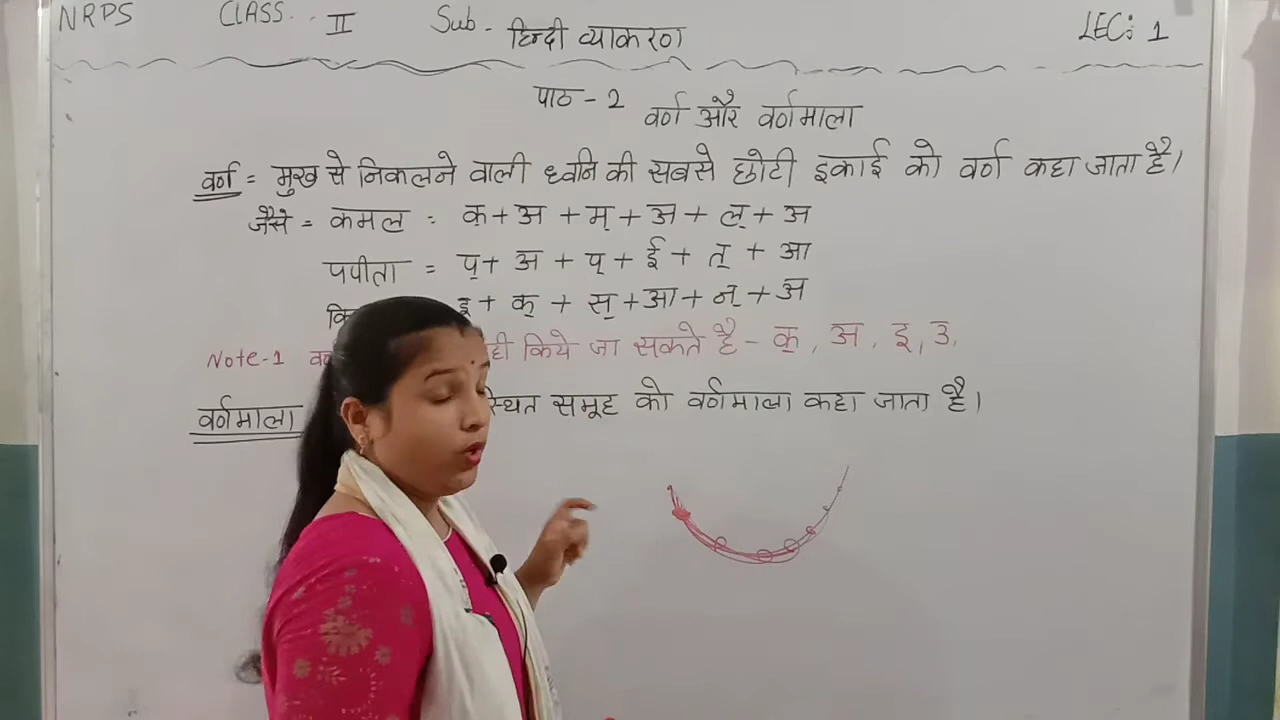 NRPS CLASS. II Sub- हिन्दी व्याकरण LEC: 1
पाठ - 2 वर्ण और वर्णमाला
वर्ण = मुख से निकलने वाली ध्वनि की सबसे छोटी इकाई को वर्ण कहा जाता है।
जैसे = कमल = क्+ अ + म् + अ + ल् + अ
पपीता = प्+ अ + प् + ई + त् + आ
+ क् + स् + आ + न् + अ
Note-1 किये जा सकते है - क्, अ, इ, उ,
वर्णमाला समूह को वर्णमाला कहा जाता है।